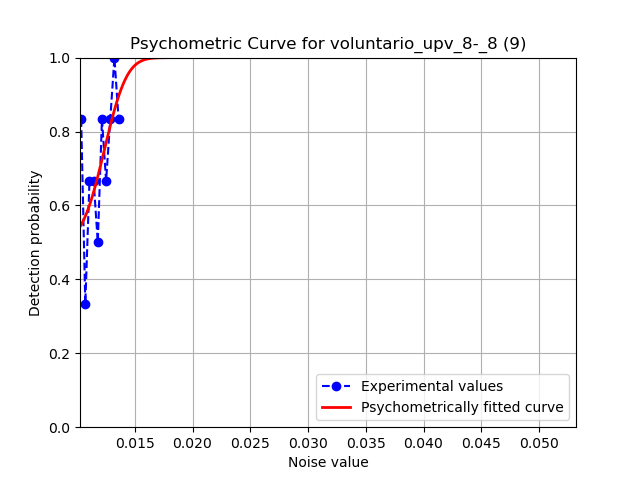 Psychometric Curve for voluntario_upv_8-_8 (9)
Detection probability
1.0
0.8
0.6
0.4
0.2
0.0
Experimental values
Psychometrically fitted curve
0.015 0.020 0.025 0.030 0.035 0.040 0.045 0.050
Noise value